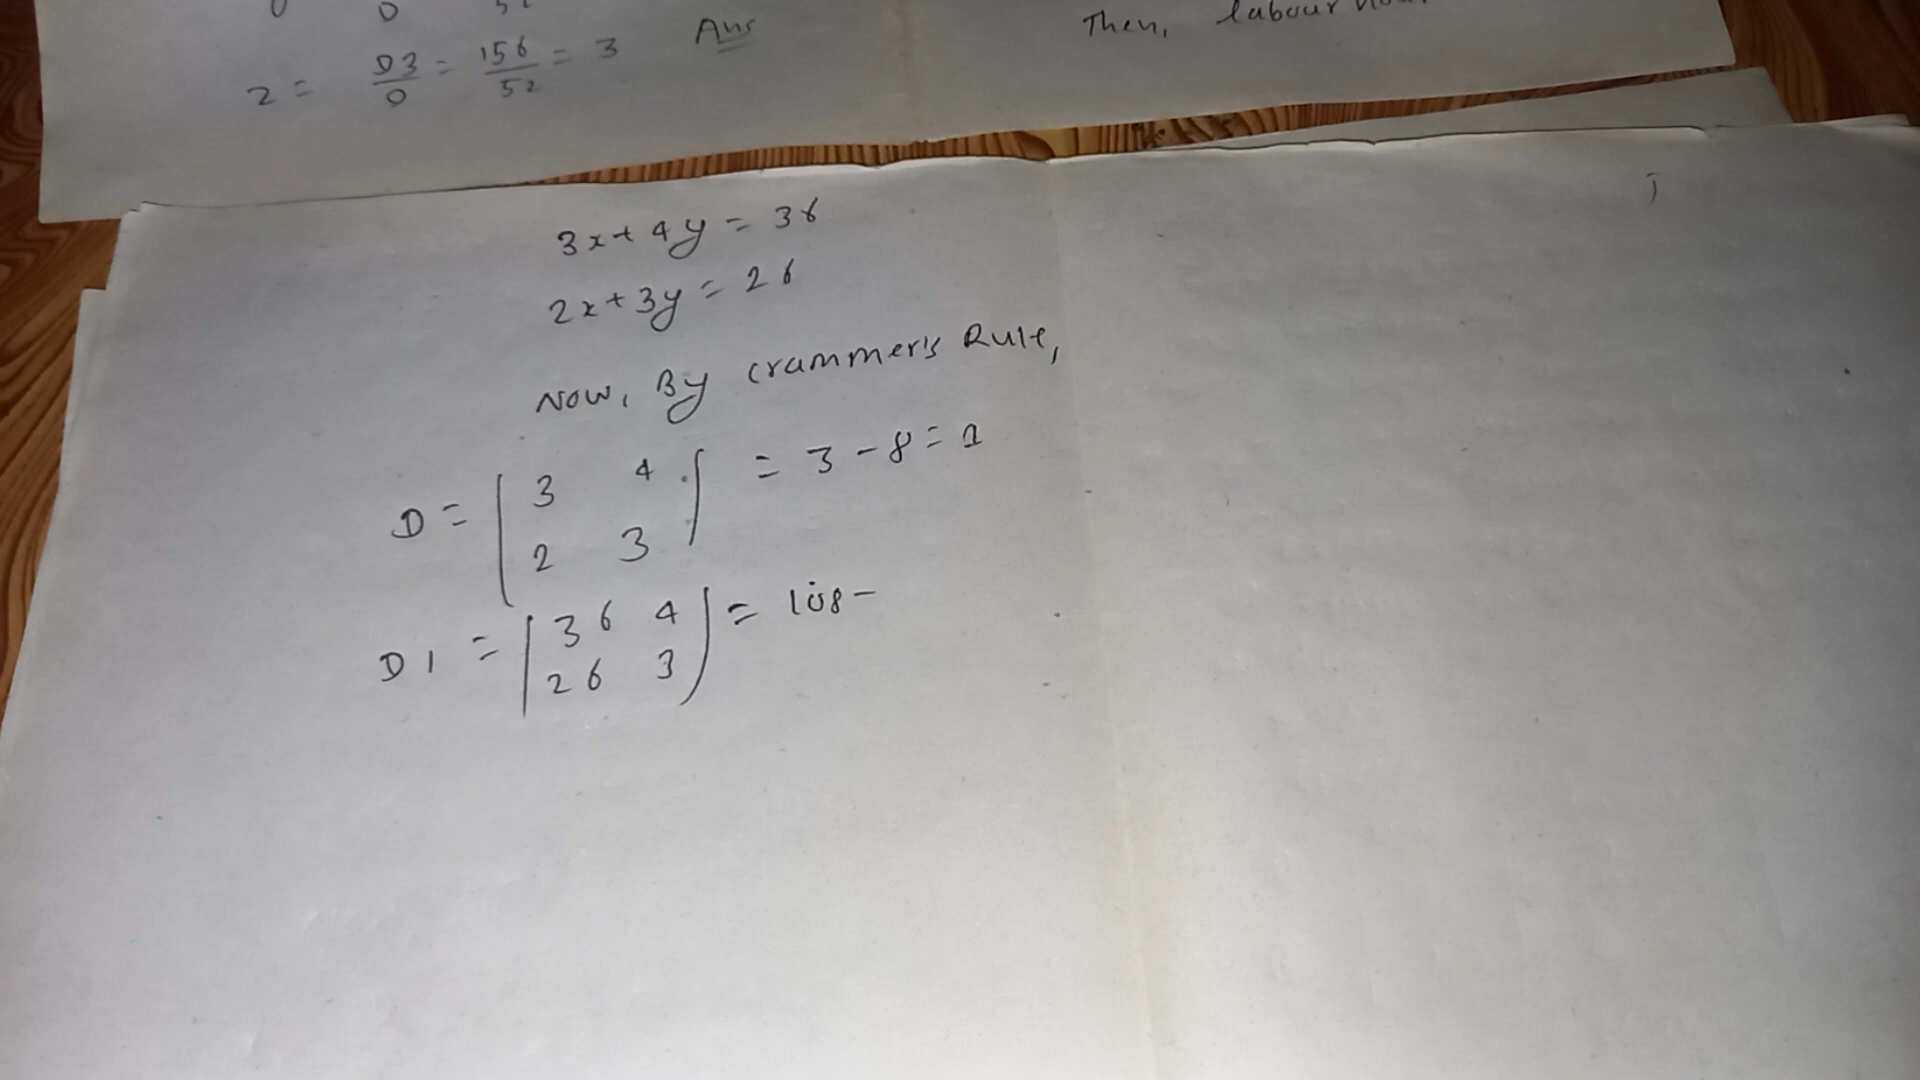 z = D3/D = 156/52 = 3 Ans
Then, labour
3x + 4y = 36
2x + 3y = 26
Now, By crammer's Rule,
D = | 3 4 | = 3 - 8 = 1
2 3
D1 = | 36 4 | = 108 -
26 3